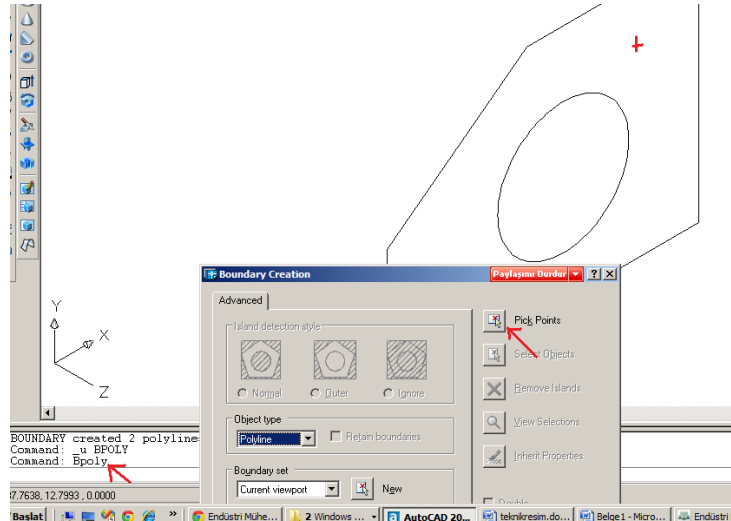 Boundary Creation
Paylaşımı Durdur
Advanced
Island detection style
Pick Points
Select Objects
Normal
Outer
Ignore
Remove Islands
View Selections
Object type
Polyline
Retain boundaries
Inherit Properties
Boundary set
Current viewport
New
Double
Y
X
Z
BOUNDARY created 2 polyline
Command: _u BPOLY
Command: Bpoly
37.7638, 12.7993 , 0.0000
Başlat
Endüstri Mühe...
2 Windows ...
AutoCAD 20...
teknikresim.do...
Belge1 - Micro...
Endüstri